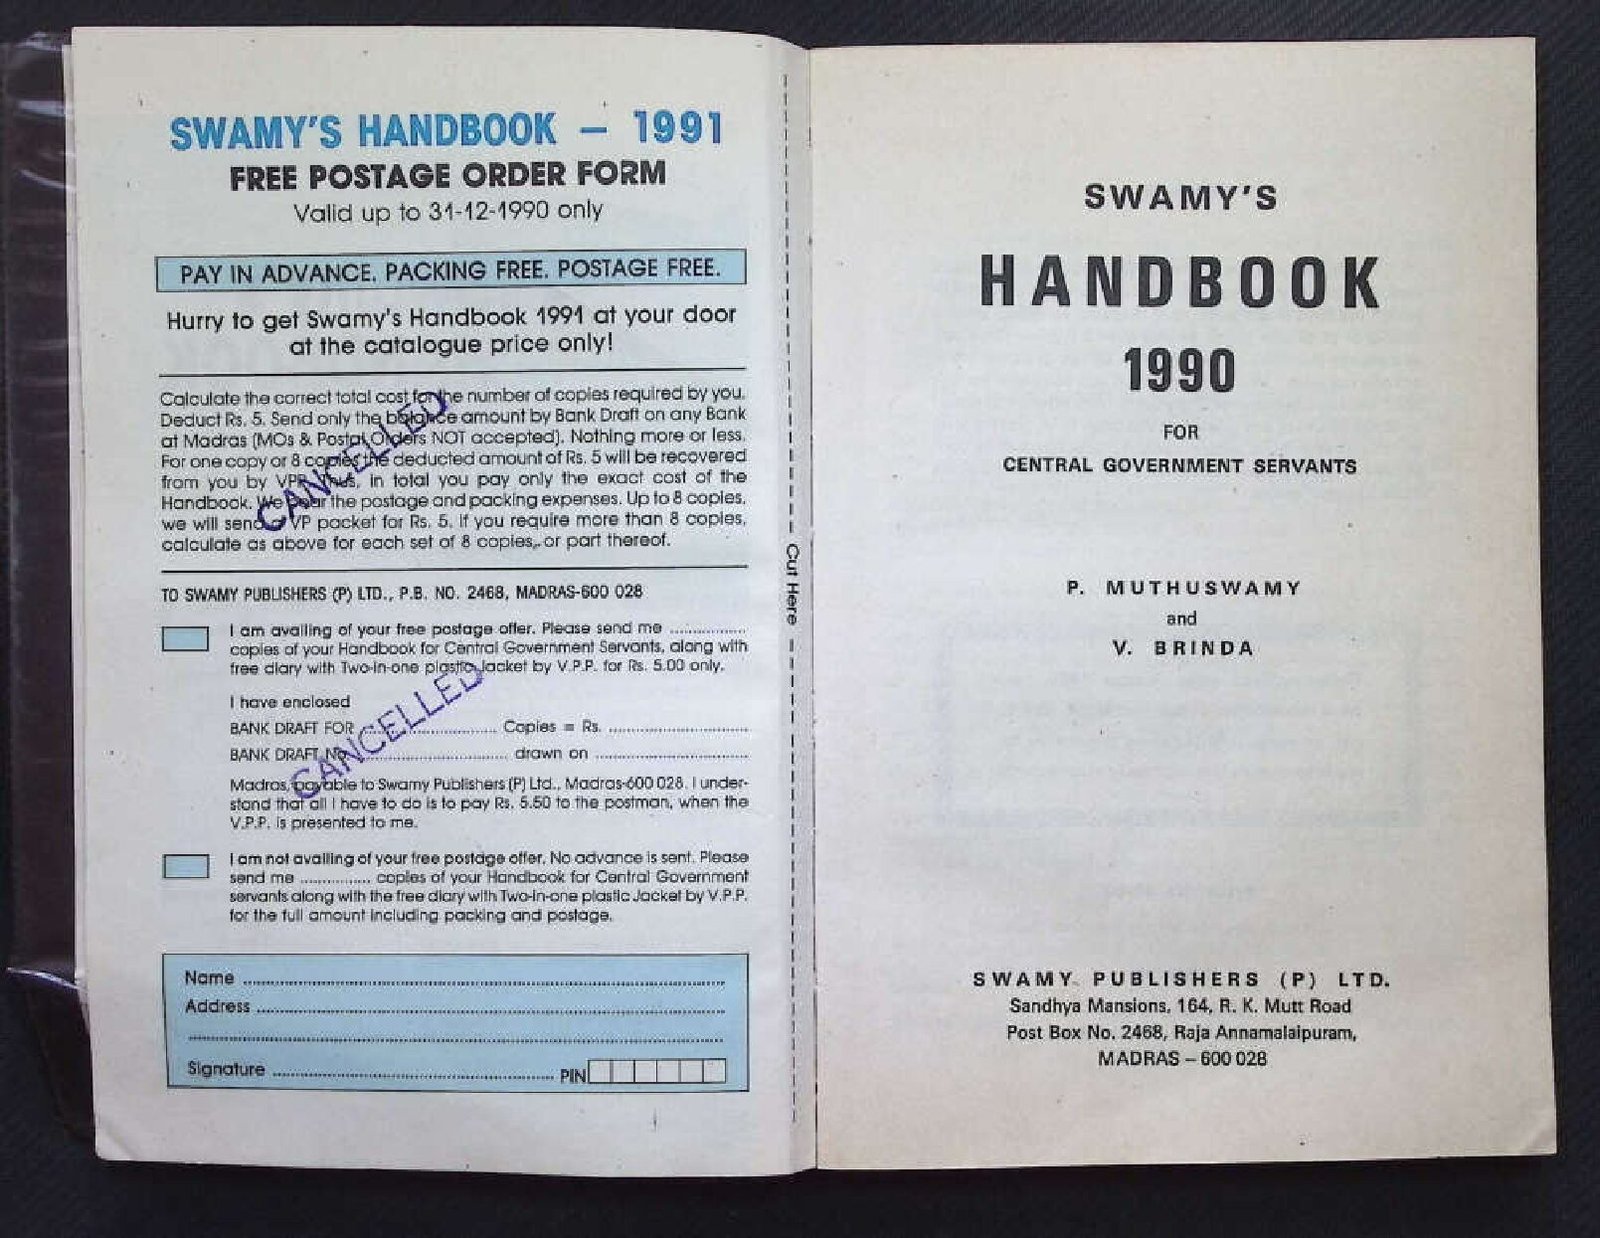 SWAMY'S HANDBOOK – 1991
FREE POSTAGE ORDER FORM
Valid up to 31-12-1990 only
PAY IN ADVANCE. PACKING FREE. POSTAGE FREE.
Hurry to get Swamy's Handbook 1991 at your door
at the catalogue price only!
Calculate the correct total cost for the number of copies required by you.
Deduct Rs. 5. Send only the balance amount by Bank Draft on any Bank
at Madras (MOs & Postal Orders NOT accepted). Nothing more or less.
For one copy or 8 copies the deducted amount of Rs. 5 will be recovered
from you by VPP. Thus, in total you pay only the exact cost of the
Handbook. We bear the postage and packing expenses. Up to 8 copies,
we will send a VP packet for Rs. 5. If you require more than 8 copies,
calculate as above for each set of 8 copies, or part thereof.
CANCELLED
TO SWAMY PUBLISHERS (P) LTD., P.B. NO. 2468, MADRAS-600 028
I am availing of your free postage offer. Please send me ................
copies of your Handbook for Central Government Servants, along with
free diary with Two-in-one plastic Jacket by V.P.P. for Rs. 5.00 only.
I have enclosed
BANK DRAFT FOR ................ Copies = Rs. ................
BANK DRAFT No. ................ drawn on ................
Madras, payable to Swamy Publishers (P) Ltd., Madras-600 028. I under-
stand that all I have to do is to pay Rs. 5.50 to the postman, when the
V.P.P. is presented to me.
CANCELLED
I am not availing of your free postage offer. No advance is sent. Please
send me ................ copies of your Handbook for Central Government
servants along with the free diary with Two-in-one plastic Jacket by V.P.P.
for the full amount including packing and postage.
Name ................
Address ................
Signature ................ PIN
Cut Here
SWAMY'S
HANDBOOK
1990
FOR
CENTRAL GOVERNMENT SERVANTS
P. MUTHUSWAMY
and
V. BRINDA
SWAMY PUBLISHERS (P) LTD.
Sandhya Mansions, 164, R. K. Mutt Road
Post Box No. 2468, Raja Annamalaipuram,
MADRAS – 600 028